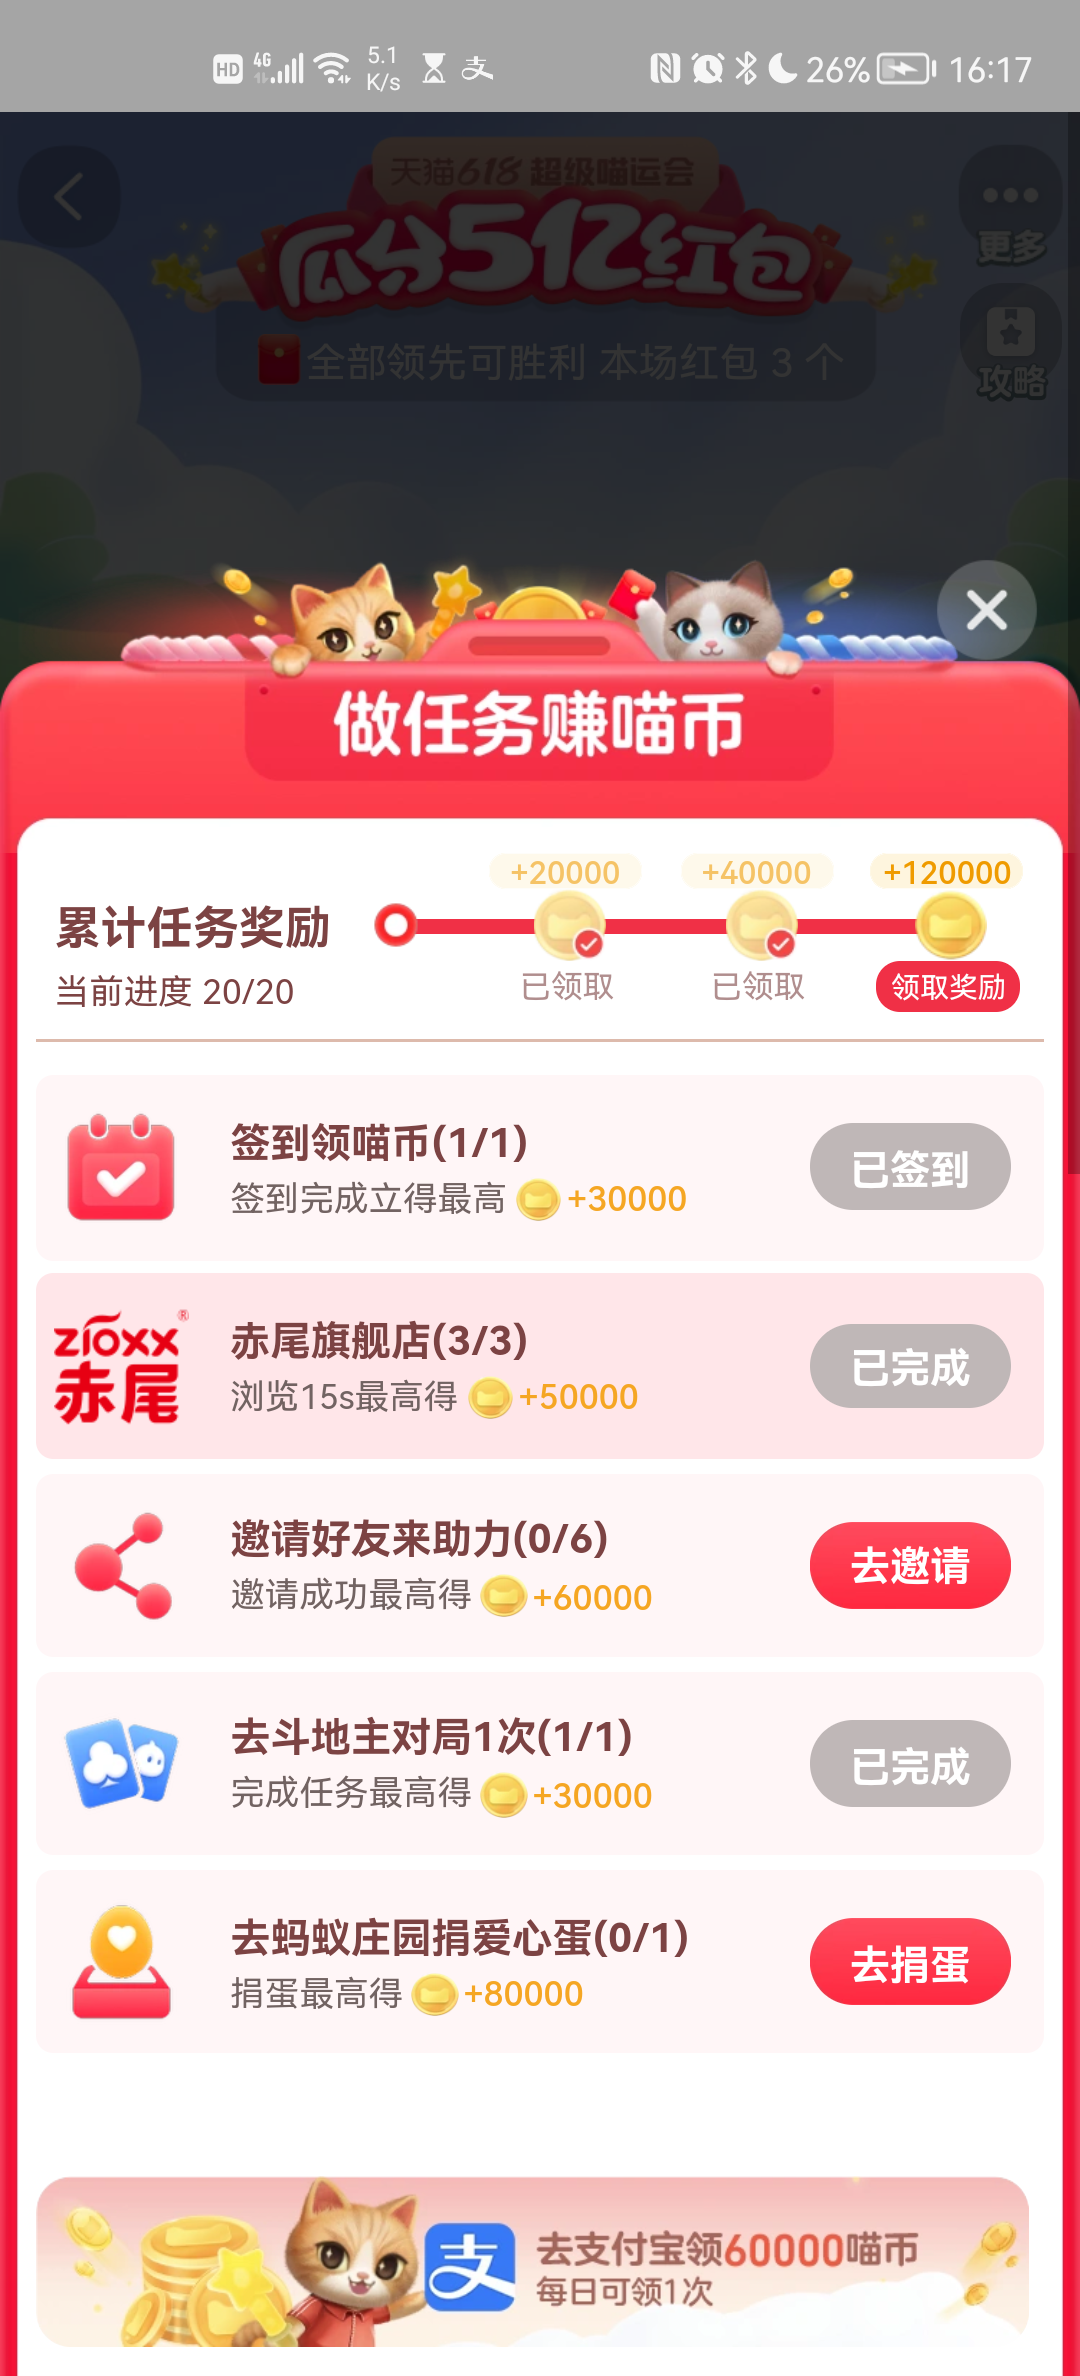 HD 4G 5.1 K/s 支 26% 16:17
天猫618 超级喵运会
瓜分5亿红包
全部领先可胜利 本场红包 3 个
更多
攻略
做任务赚喵币
+20000 +40000 +120000
累计任务奖励
当前进度 20/20
已领取 已领取 领取奖励
签到领喵币(1/1)
签到完成立得最高 +30000
已签到
zioxx®
赤尾
赤尾旗舰店(3/3)
浏览15s最高得 +50000
已完成
邀请好友来助力(0/6)
邀请成功最高得 +60000
去邀请
去斗地主对局1次(1/1)
完成任务最高得 +30000
已完成
去蚂蚁庄园捐爱心蛋(0/1)
捐蛋最高得 +80000
去捐蛋
支 去支付宝领60000喵币
每日可领1次